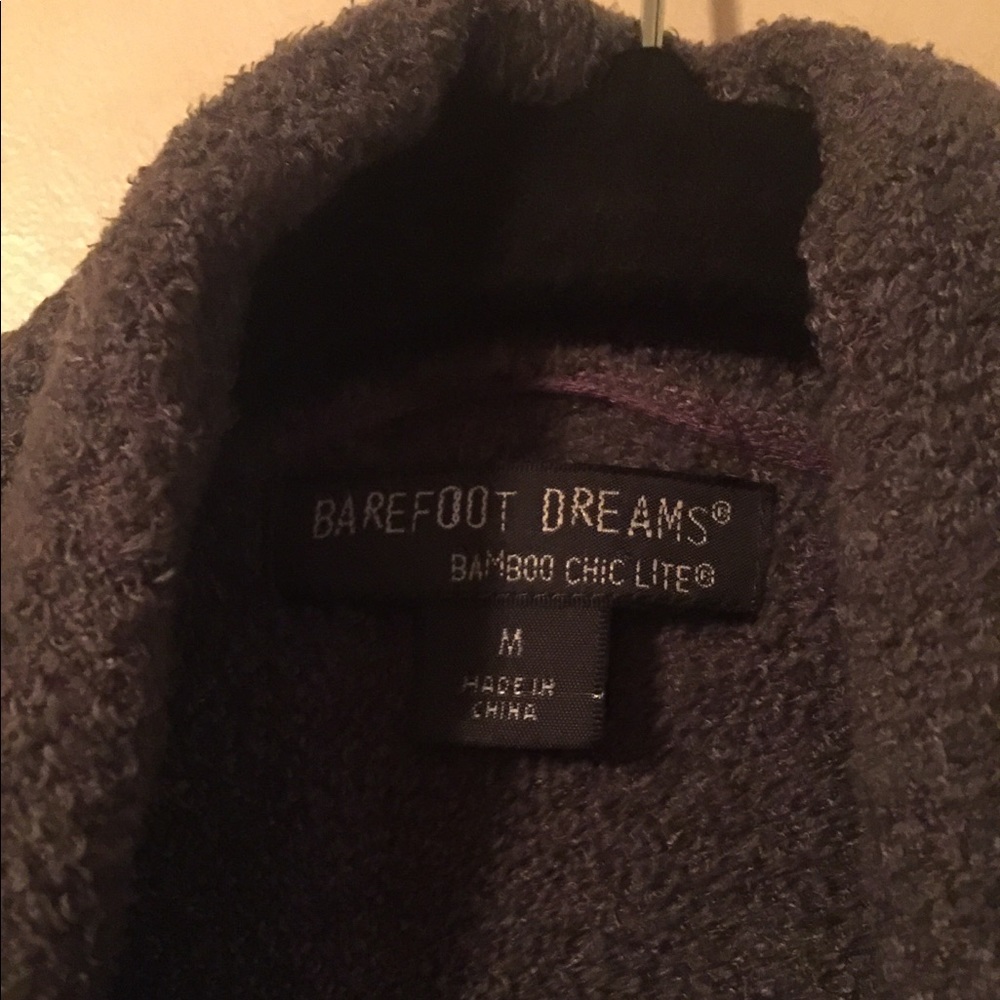 BAREFOOT DREAMS®
BAMBOO CHIC LITE®
M
MADE IN
CHINA